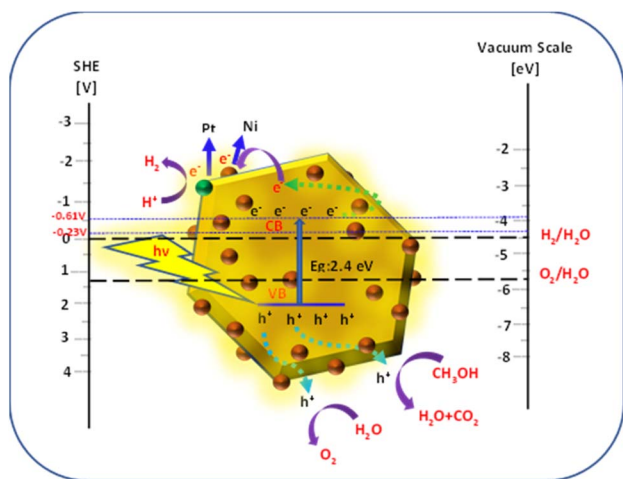 SHE
[V]
Vacuum Scale
[eV]
-3
-2
-1
-0.61V
-0.23V
0
1
2
3
4
-2
-3
-4
-5
-6
-7
-8
Pt
Ni
H₂
H⁺
e⁻
e⁻
e⁻
e⁻ e⁻ e⁻ e⁻
CB
hν
Eg:2.4 eV
VB
h⁺ h⁺ h⁺ h⁺
h⁺
h⁺
H₂/H₂O
O₂/H₂O
CH₃OH
H₂O+CO₂
H₂O
O₂